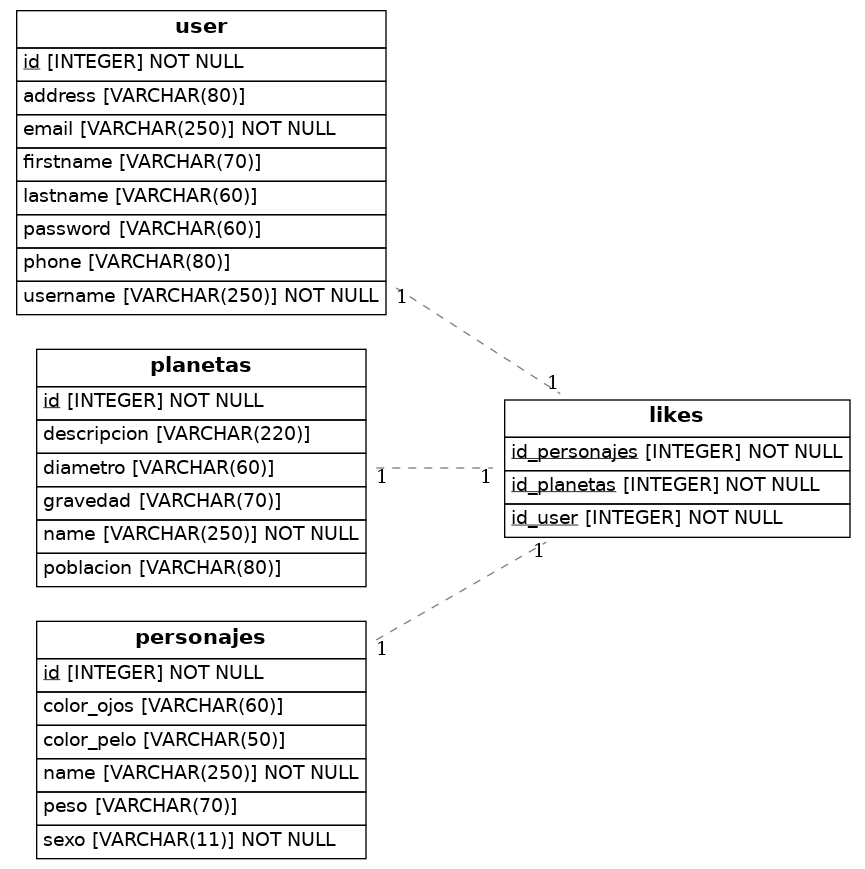 user
id [INTEGER] NOT NULL
address [VARCHAR(80)]
email [VARCHAR(250)] NOT NULL
firstname [VARCHAR(70)]
lastname [VARCHAR(60)]
password [VARCHAR(60)]
phone [VARCHAR(80)]
username [VARCHAR(250)] NOT NULL
1
1
planetas
id [INTEGER] NOT NULL
descripcion [VARCHAR(220)]
diametro [VARCHAR(60)]
gravedad [VARCHAR(70)]
name [VARCHAR(250)] NOT NULL
poblacion [VARCHAR(80)]
1
1
likes
id_personajes [INTEGER] NOT NULL
id_planetas [INTEGER] NOT NULL
id_user [INTEGER] NOT NULL
1
1
personajes
id [INTEGER] NOT NULL
color_ojos [VARCHAR(60)]
color_pelo [VARCHAR(50)]
name [VARCHAR(250)] NOT NULL
peso [VARCHAR(70)]
sexo [VARCHAR(11)] NOT NULL